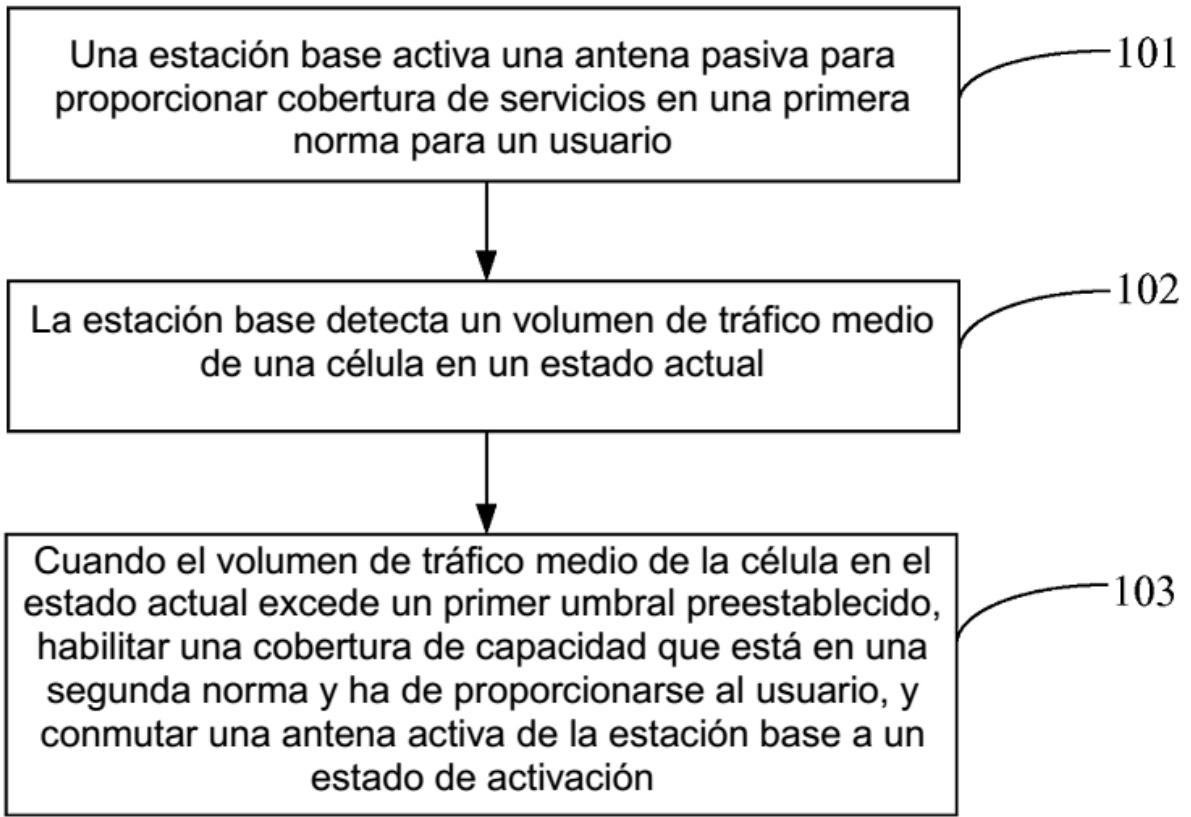 Una estación base activa una antena pasiva para
proporcionar cobertura de servicios en una primera
norma para un usuario
101
La estación base detecta un volumen de tráfico medio
de una célula en un estado actual
102
Cuando el volumen de tráfico medio de la célula en el
estado actual excede un primer umbral preestablecido,
habilitar una cobertura de capacidad que está en una
segunda norma y ha de proporcionarse al usuario, y
conmutar una antena activa de la estación base a un
estado de activación
103